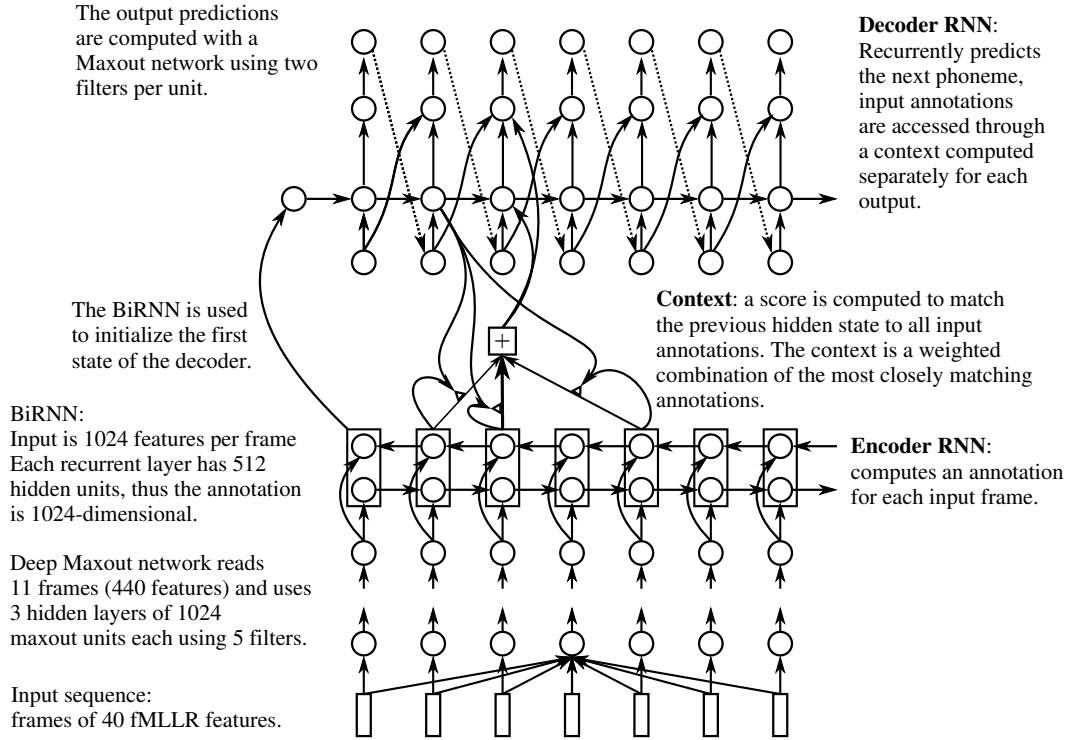 The output predictions
are computed with a
Maxout network using two
filters per unit.
Decoder RNN:
Recurrently predicts
the next phoneme,
input annotations
are accessed through
a context computed
separately for each
output.
The BiRNN is used
to initialize the first
state of the decoder.
+
Context: a score is computed to match
the previous hidden state to all input
annotations. The context is a weighted
combination of the most closely matching
annotations.
BiRNN:
Input is 1024 features per frame
Each recurrent layer has 512
hidden units, thus the annotation
is 1024-dimensional.
Encoder RNN:
computes an annotation
for each input frame.
Deep Maxout network reads
11 frames (440 features) and uses
3 hidden layers of 1024
maxout units each using 5 filters.
Input sequence:
frames of 40 fMLLR features.